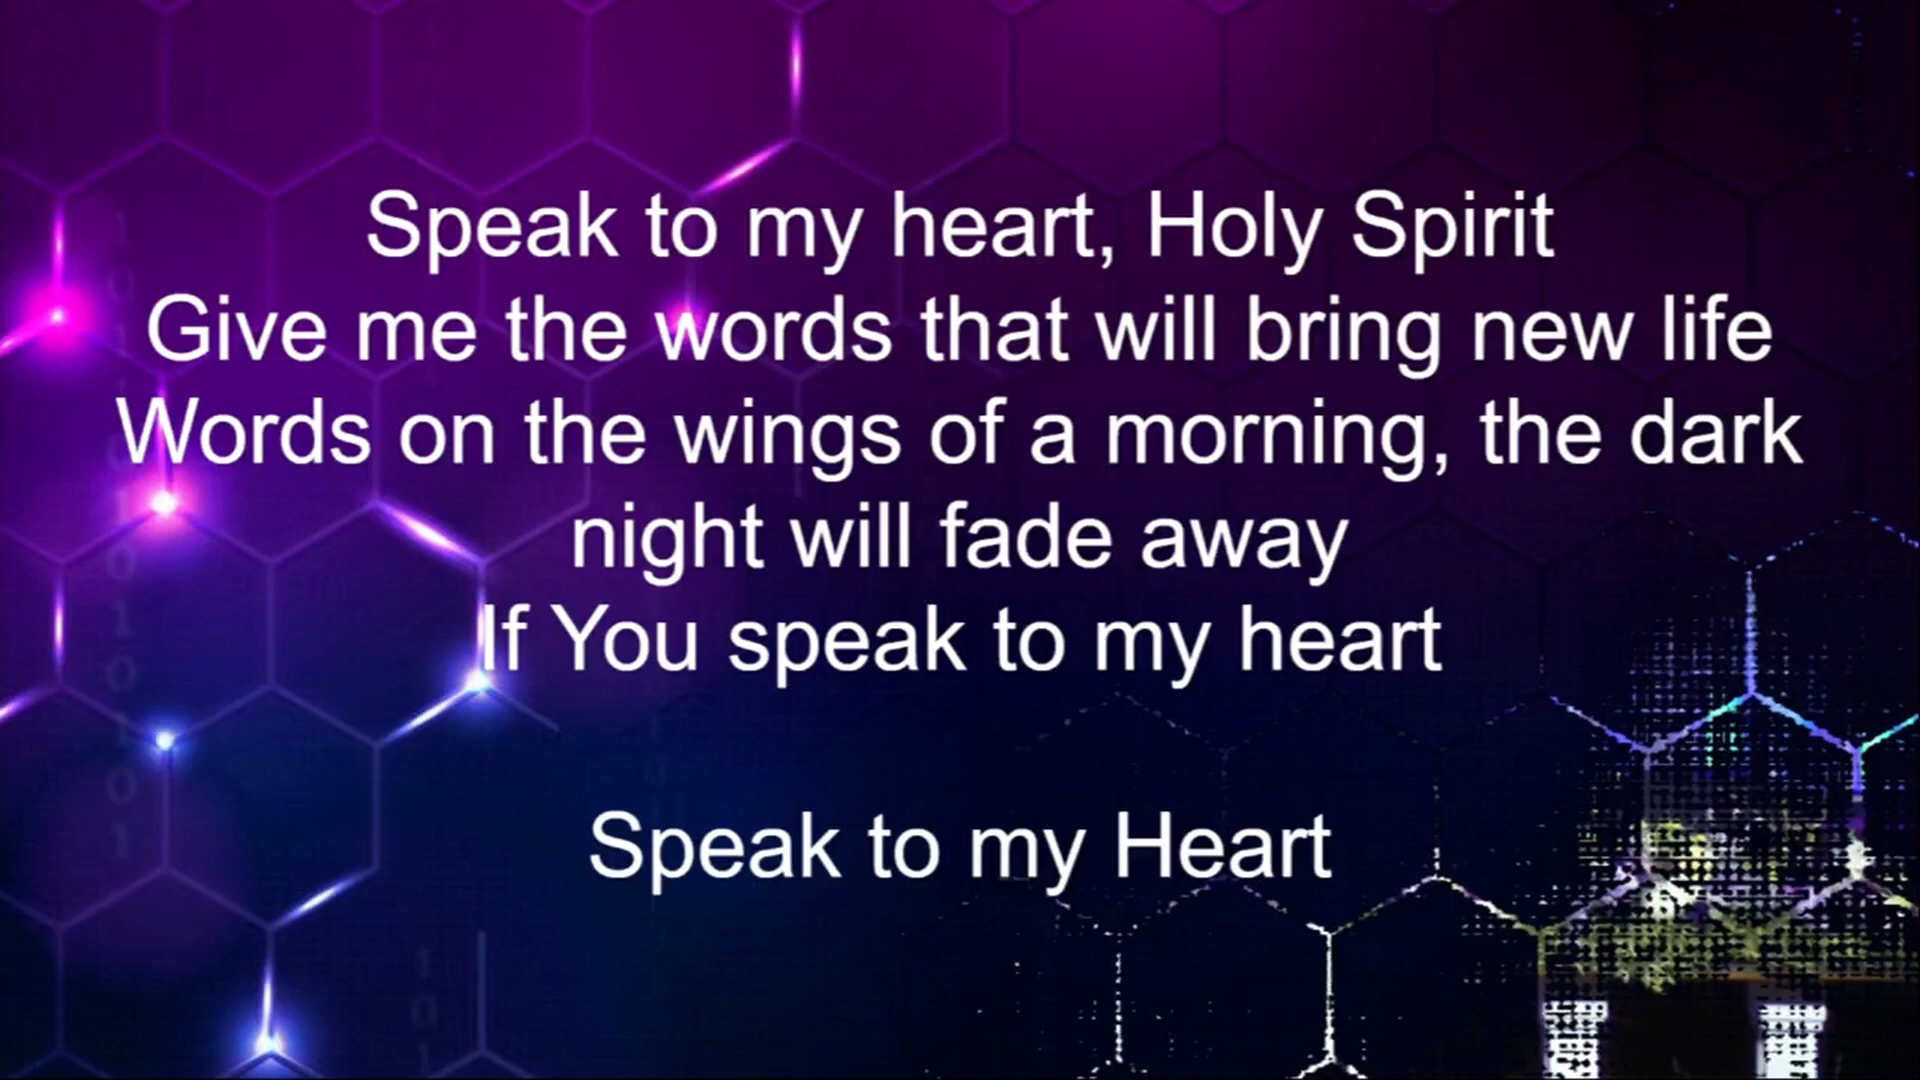 Speak to my heart, Holy Spirit
Give me the words that will bring new life
Words on the wings of a morning, the dark
night will fade away
If You speak to my heart
Speak to my Heart